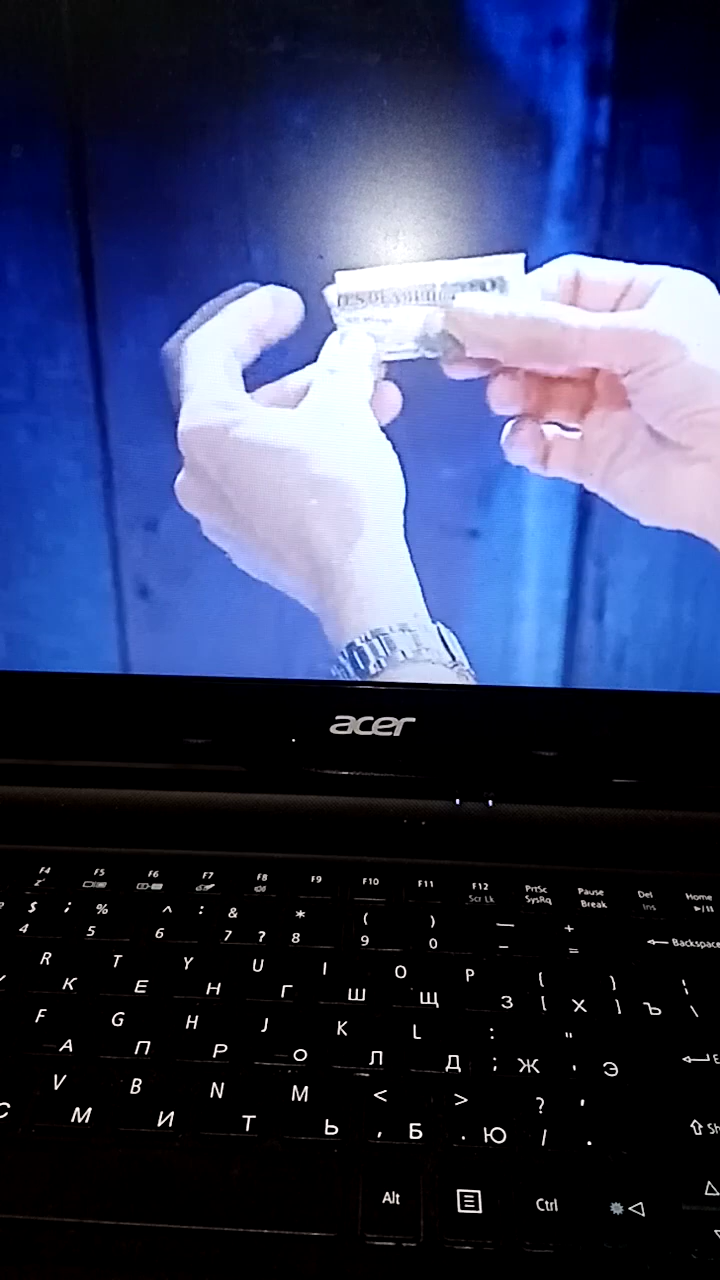 acer
F4 F5 F6 F7 F8 F9 F10 F11 F12 PrtSc Pause Del Home
Scr Lk SysRq Break Ins
$ ; % ^ : & * ( ) — +
4 5 6 7 ? 8 9 0 - = Backspace
R T Y U I O P { } ¦
К Е Н Г Ш Щ З [ Х ] Ъ \
F G H J K L : "
А П Р О Л Д ; Ж ' Э E
V B N M < > ? ,
С М И Т Ь , Б . Ю / . Sh
Alt Ctrl